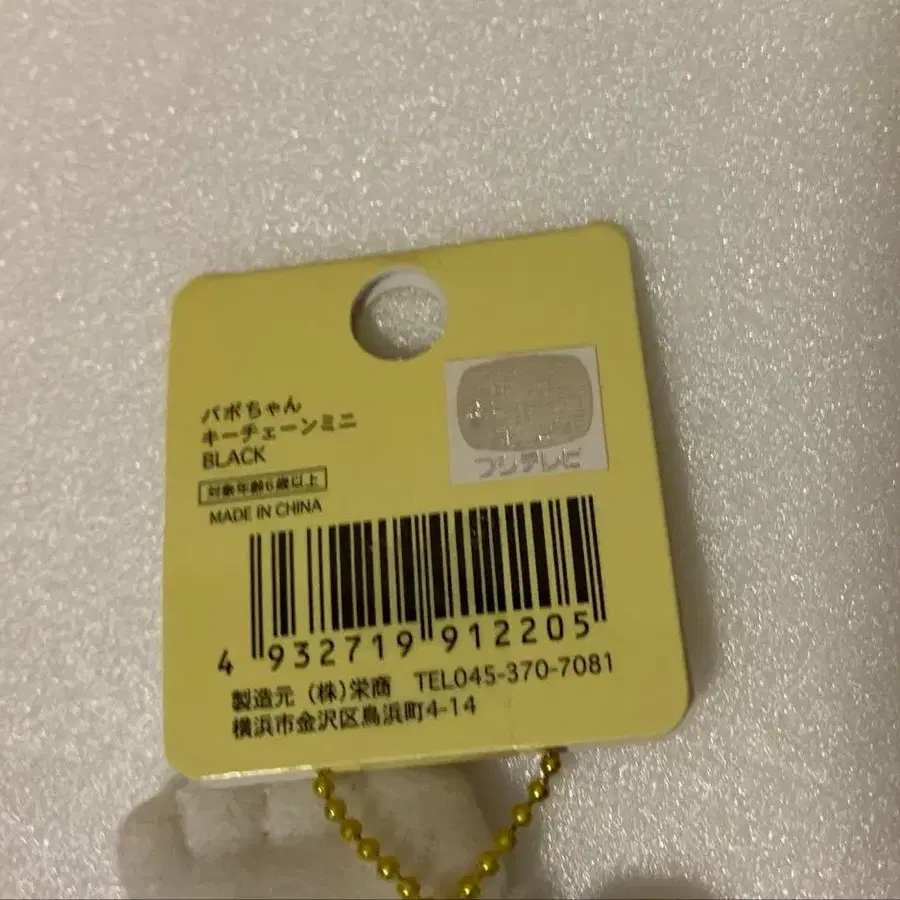 パボちゃん
キーチェーンミニ
BLACK
対象年齢6歳以上
MADE IN CHINA
フジテレビ
4 932719 912205
製造元 (株)栄商 TEL045-370-7081
横浜市金沢区鳥浜町4-14